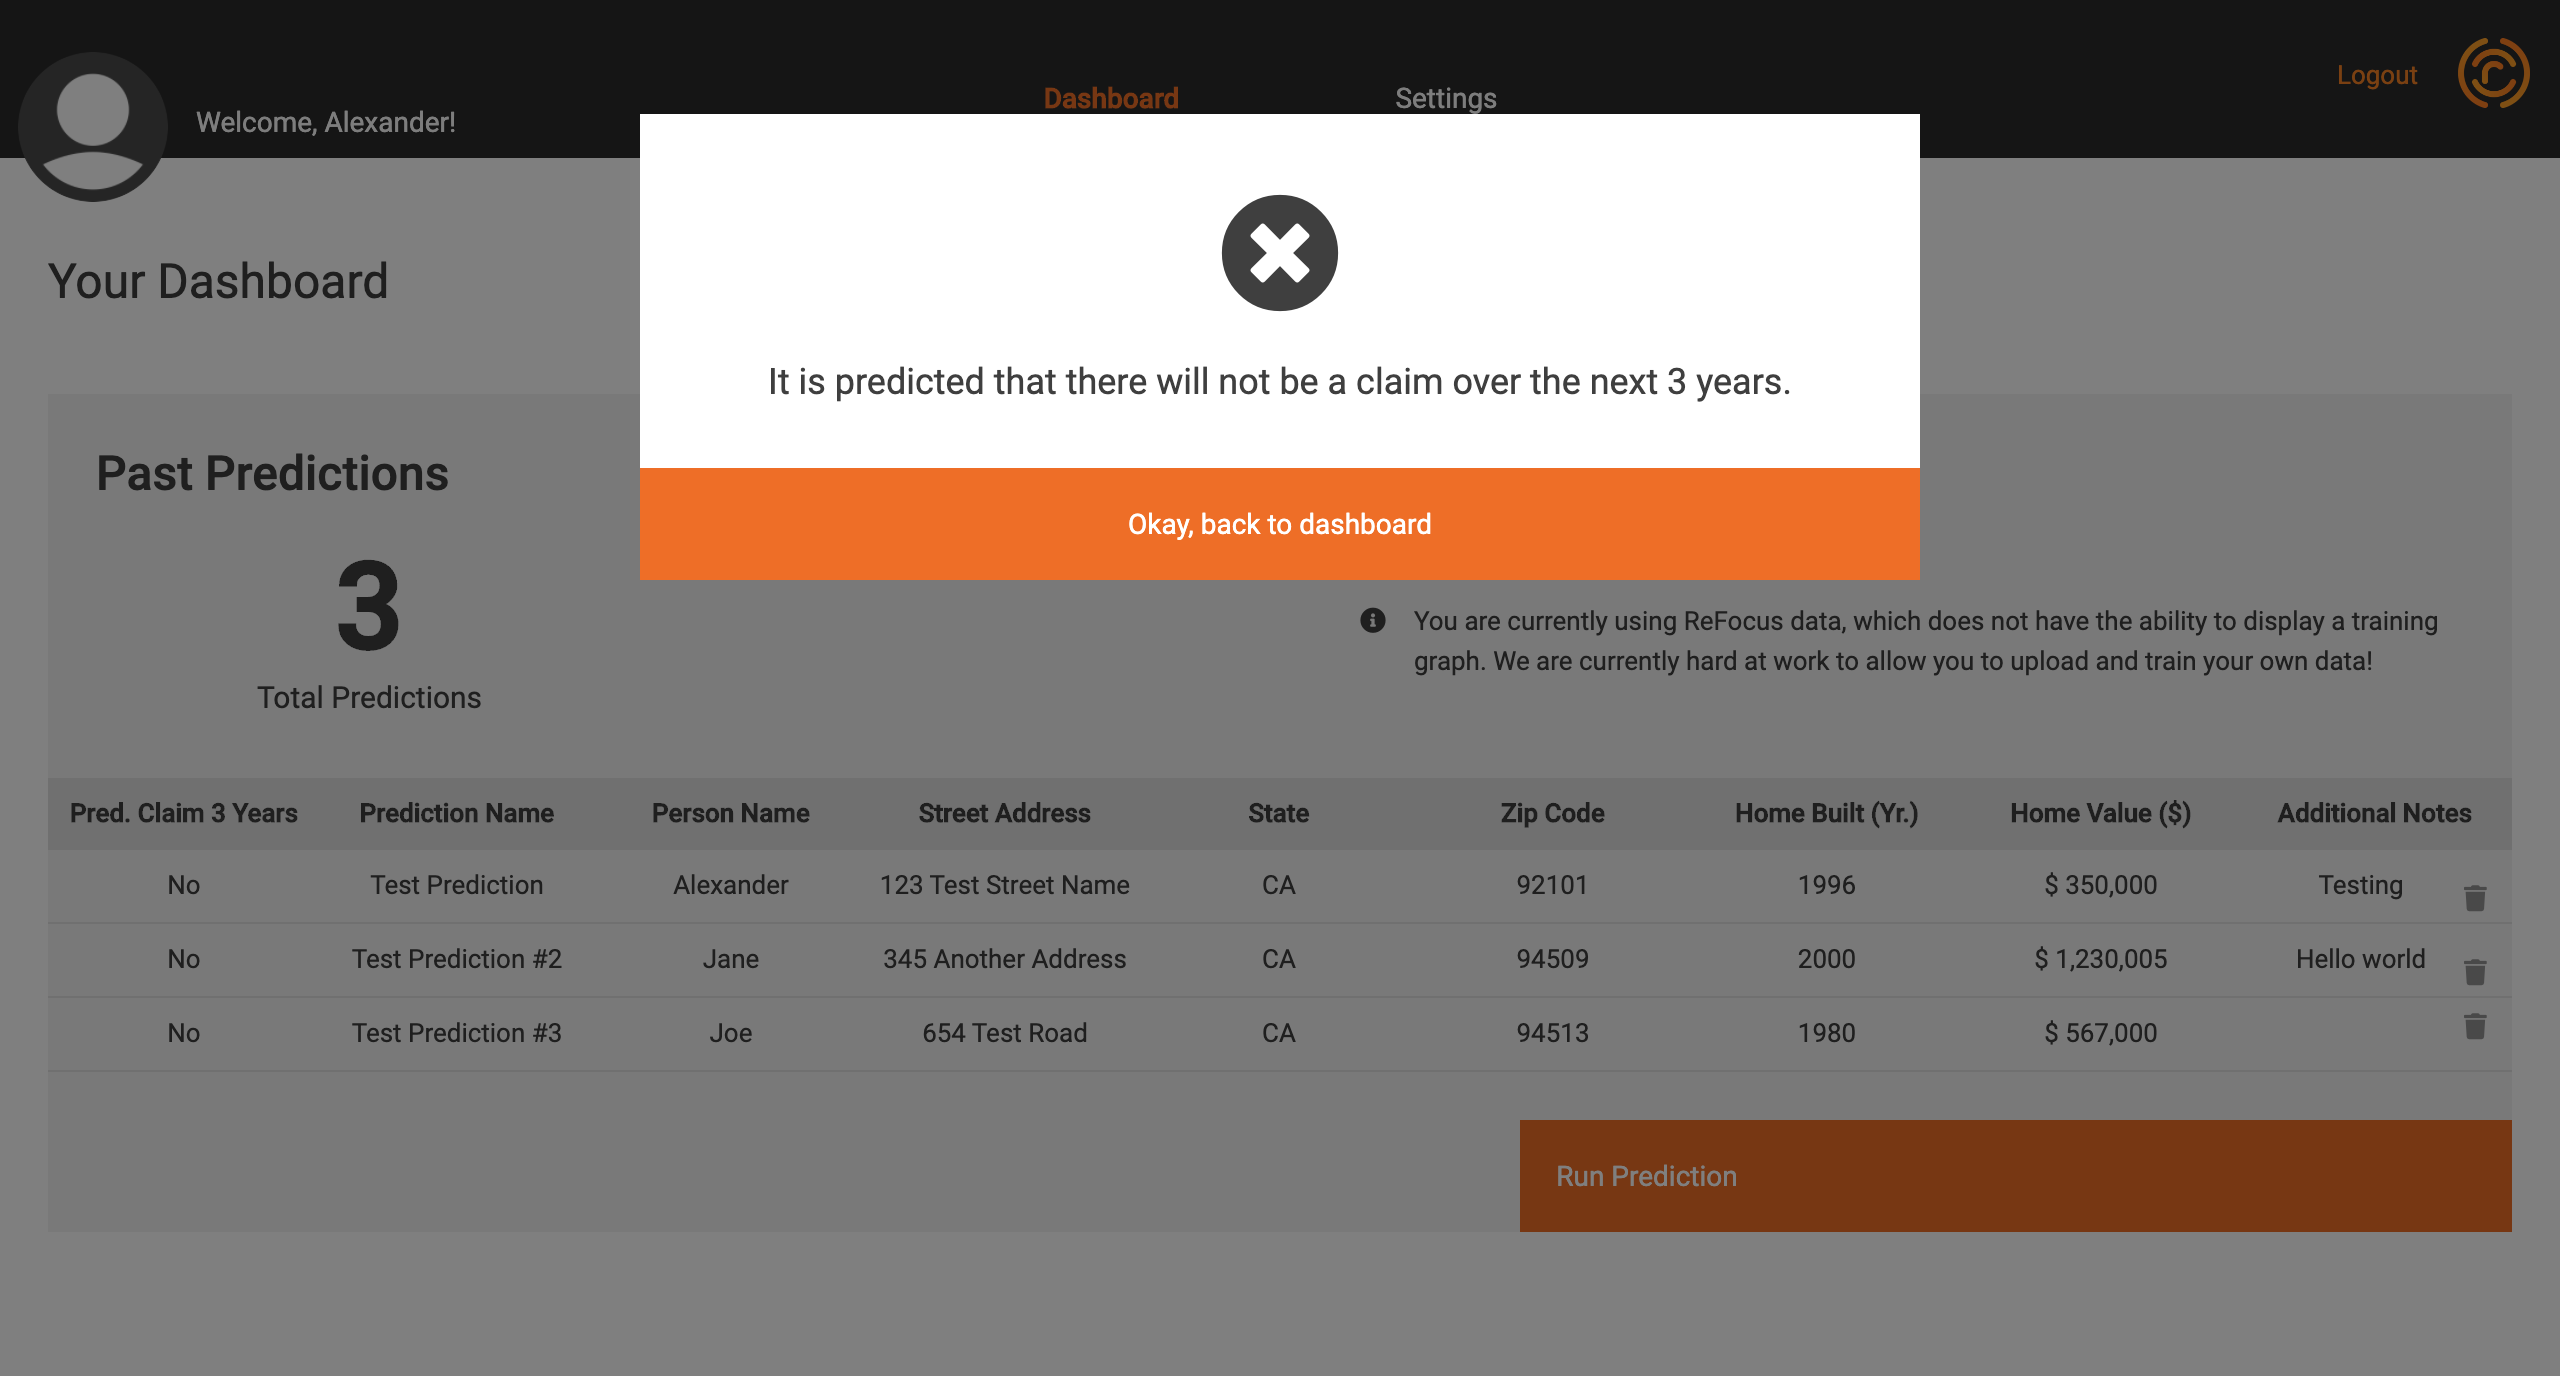 Welcome, Alexander!
Dashboard
Settings
Logout
It is predicted that there will not be a claim over the next 3 years.
Okay, back to dashboard
Your Dashboard
Past Predictions
3
Total Predictions
You are currently using ReFocus data, which does not have the ability to display a training
graph. We are currently hard at work to allow you to upload and train your own data!
Pred. Claim 3 Years Prediction Name Person Name Street Address State Zip Code Home Built (Yr.) Home Value ($) Additional Notes
No Test Prediction Alexander 123 Test Street Name CA 92101 1996 $ 350,000 Testing
No Test Prediction #2 Jane 345 Another Address CA 94509 2000 $ 1,230,005 Hello world
No Test Prediction #3 Joe 654 Test Road CA 94513 1980 $ 567,000
Run Prediction